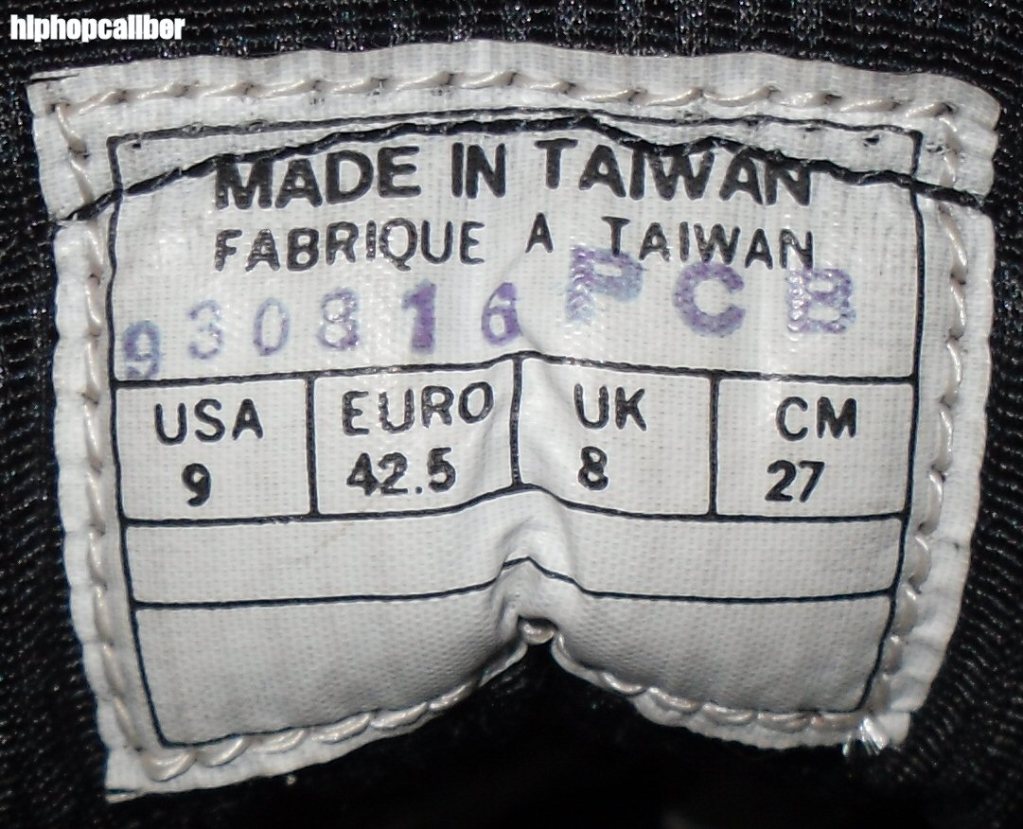 hiphopcaliber
MADE IN TAIWAN
FABRIQUE A TAIWAN
930816 PCB
USA EURO UK CM
9 42.5 8 27